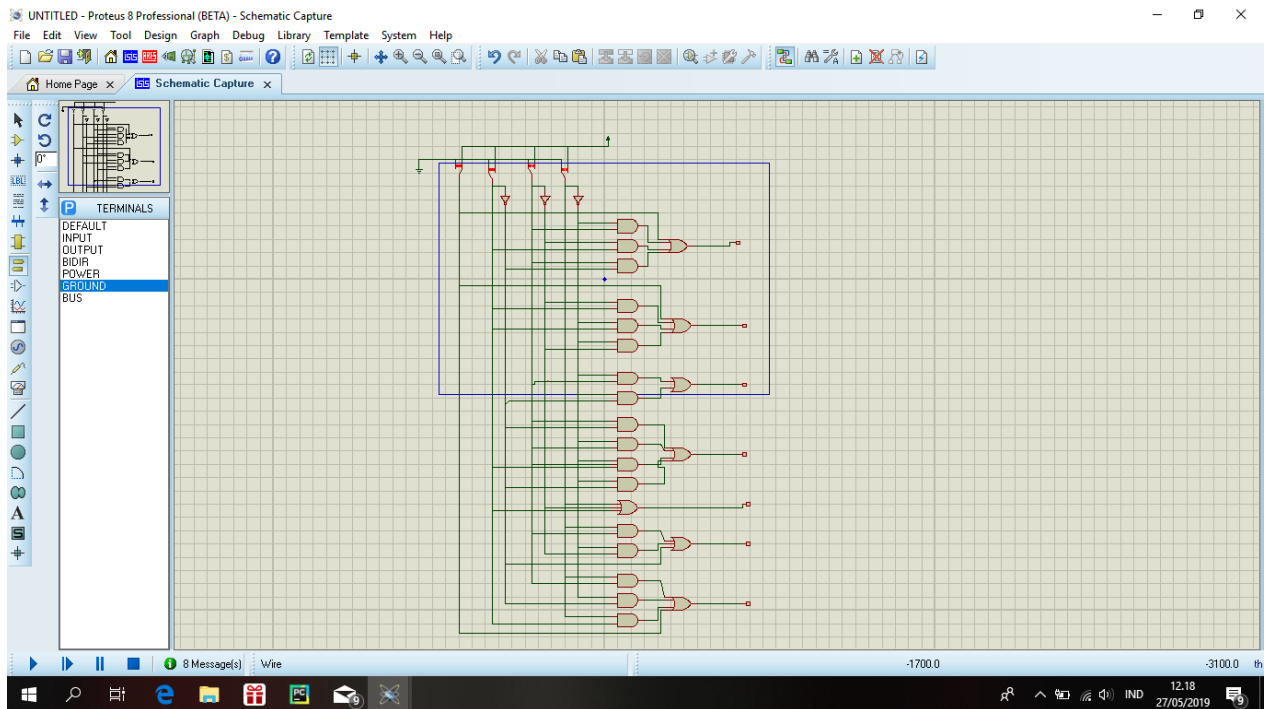 UNTITLED - Proteus 8 Professional (BETA) - Schematic Capture
File Edit View Tool Design Graph Debug Library Template System Help
Home Page
Schematic Capture
0°
LBL
P TERMINALS
DEFAULT
INPUT
OUTPUT
BIDIR
POWER
GROUND
BUS
A
S
8 Message(s) Wire -1700.0 -3100.0 th
IND 12.18
27/05/2019